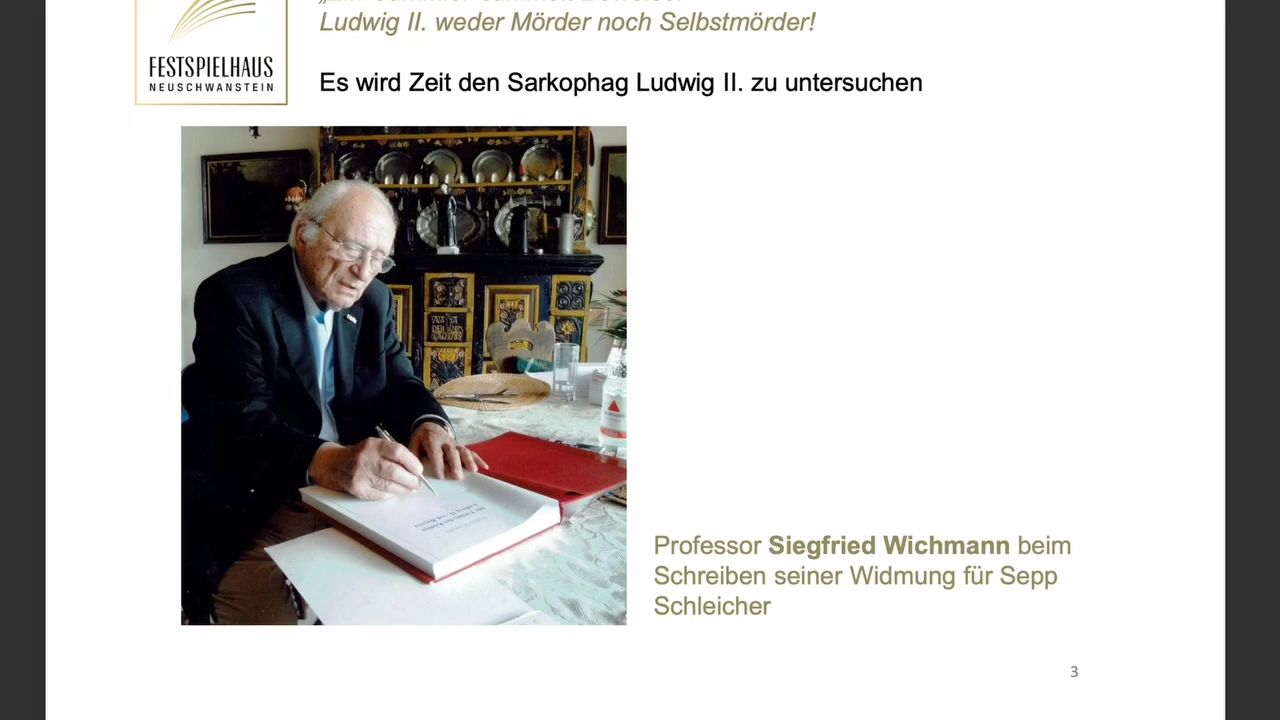 Ludwig II. weder Mörder noch Selbstmörder!
FESTSPIELHAUS
NEUSCHWANSTEIN
Es wird Zeit den Sarkophag Ludwig II. zu untersuchen
Professor Siegfried Wichmann beim
Schreiben seiner Widmung für Sepp
Schleicher
3